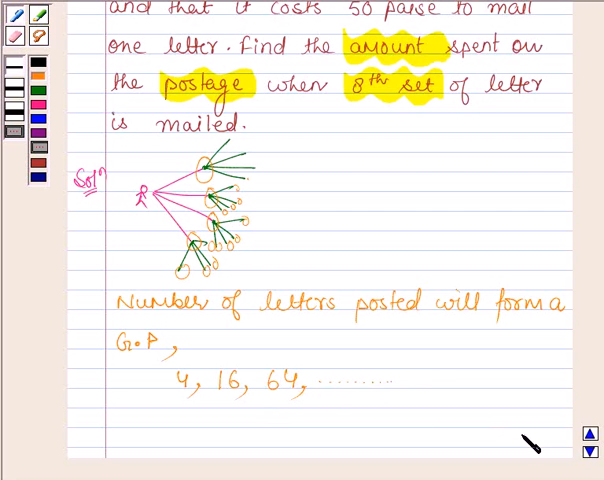 and that it costs 50 paise to mail
one letter. Find the amount spent on
the postage when 8th set of letter
is mailed.
Soln
Number of letters posted will form a
G.P,
4, 16, 64, ..........